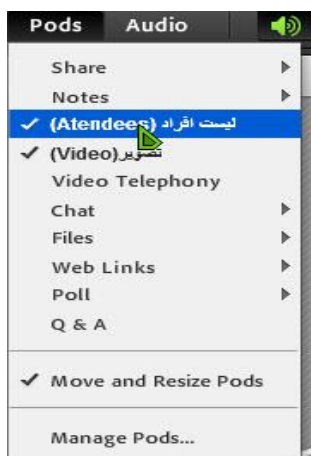 Pods Audio
Share
Notes
لیست افراد (Atendees)
تصویر(Video)
Video Telephony
Chat
Files
Web Links
Poll
Q & A
Move and Resize Pods
Manage Pods...